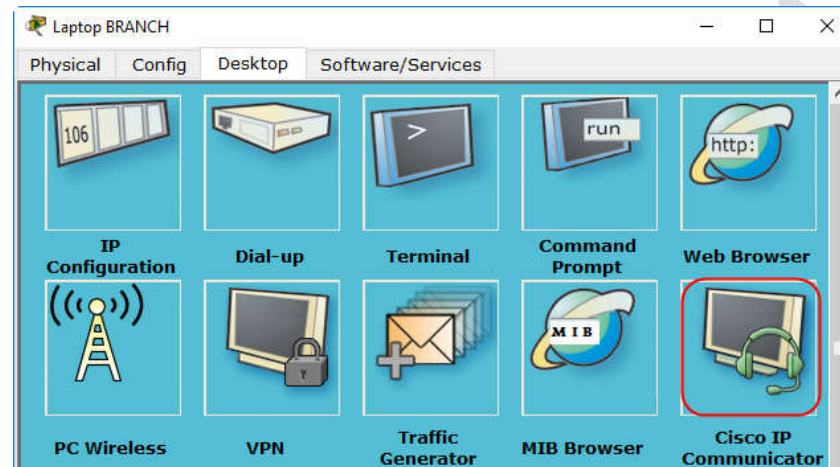 Laptop BRANCH
Physical Config Desktop Software/Services
106
>
run
http:
IP
Configuration
Dial-up
Terminal
Command
Prompt
Web Browser
MIB
PC Wireless
VPN
Traffic
Generator
MIB Browser
Cisco IP
Communicator